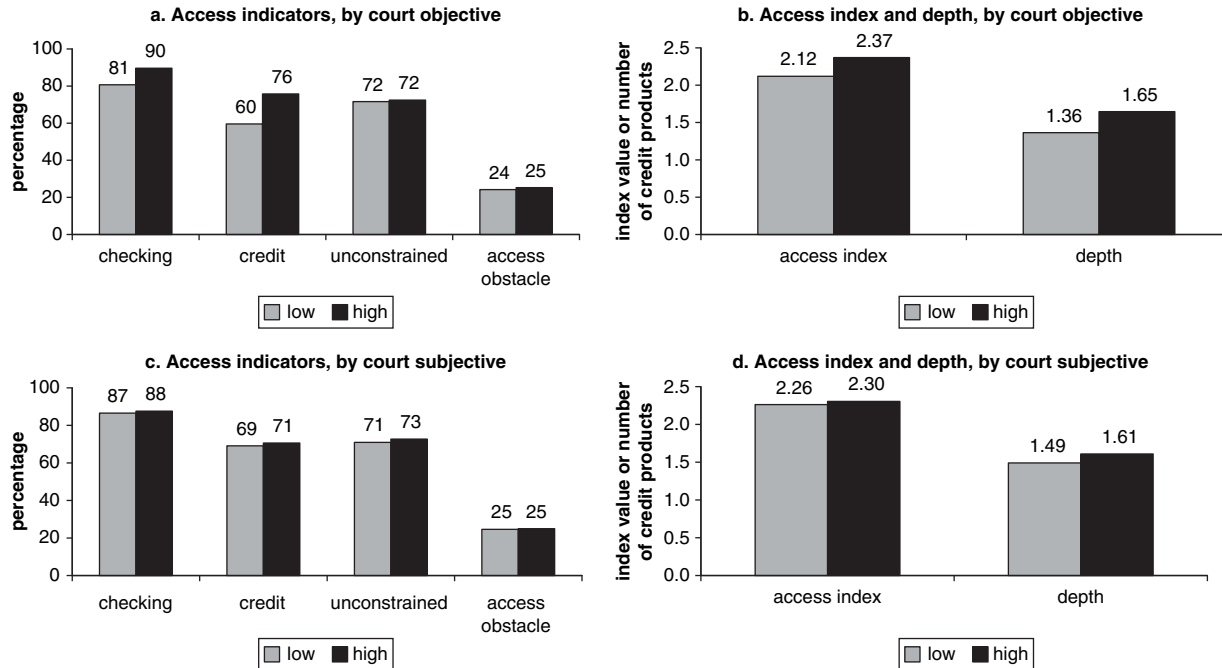 a. Access indicators, by court objective
percentage
100
80
60
40
20
0
81
90
60
76
72
72
24
25
checking
credit
unconstrained
access
obstacle
low
high
b. Access index and depth, by court objective
index value or number
of credit products
2.5
2.0
1.5
1.0
0.5
0.0
2.12
2.37
1.36
1.65
access index
depth
low
high
c. Access indicators, by court subjective
percentage
100
80
60
40
20
0
87
88
69
71
71
73
25
25
checking
credit
unconstrained
access
obstacle
low
high
d. Access index and depth, by court subjective
index value or number
of credit products
2.5
2.0
1.5
1.0
0.5
0.0
2.26
2.30
1.49
1.61
access index
depth
low
high